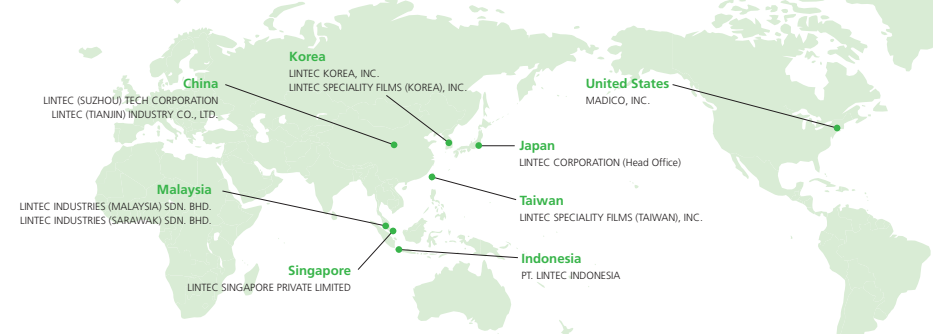 Korea
LINTEC KOREA, INC.
LINTEC SPECIALITY FILMS (KOREA), INC.
China
LINTEC (SUZHOU) TECH CORPORATION
LINTEC (TIANJIN) INDUSTRY CO., LTD.
United States
MADICO, INC.
Japan
LINTEC CORPORATION (Head Office)
Malaysia
LINTEC INDUSTRIES (MALAYSIA) SDN. BHD.
LINTEC INDUSTRIES (SARAWAK) SDN. BHD.
Taiwan
LINTEC SPECIALITY FILMS (TAIWAN), INC.
Singapore
LINTEC SINGAPORE PRIVATE LIMITED
Indonesia
PT. LINTEC INDONESIA